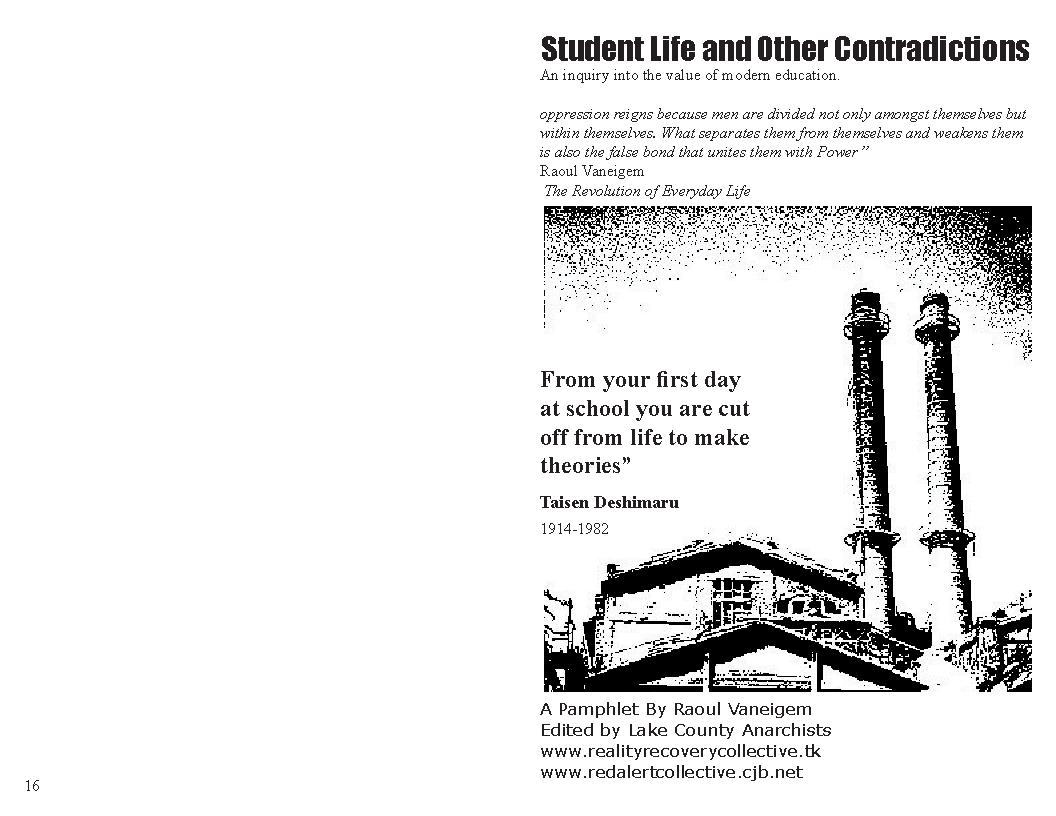 Student Life and Other Contradictions
An inquiry into the value of modern education.
oppression reigns because men are divided not only amongst themselves but
within themselves. What separates them from themselves and weakens them
is also the false bond that unites them with Power”
Raoul Vaneigem
The Revolution of Everyday Life
From your first day
at school you are cut
off from life to make
theories”
Taisen Deshimaru
1914-1982
A Pamphlet By Raoul Vaneigem
Edited by Lake County Anarchists
www.realityrecoverycollective.tk
www.redalertcollective.cjb.net
16